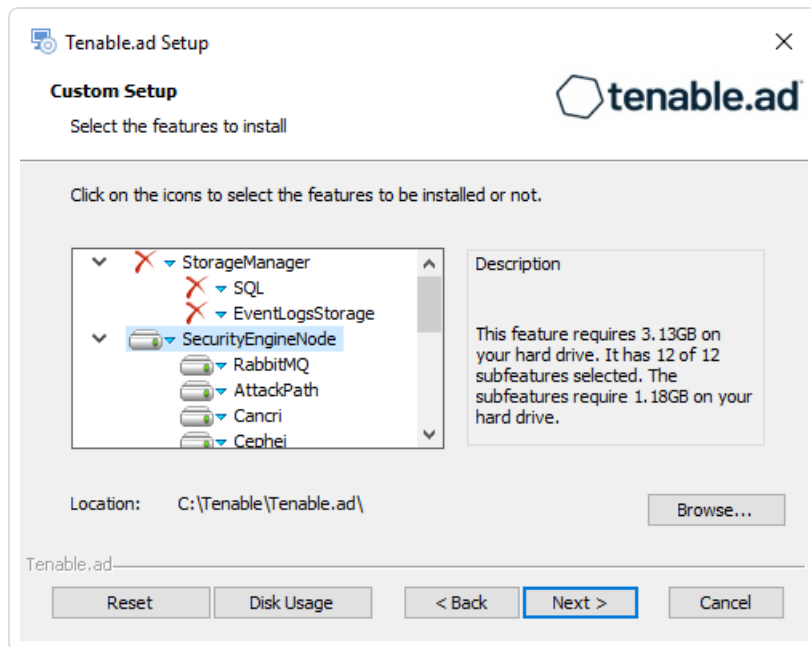 Tenable.ad Setup
Custom Setup
tenable.ad
Select the features to install
Click on the icons to select the features to be installed or not.
StorageManager
SQL
EventLogsStorage
SecurityEngineNode
RabbitMQ
AttackPath
Cancri
Cephei
Description
This feature requires 3.13GB on
your hard drive. It has 12 of 12
subfeatures selected. The
subfeatures require 1.18GB on your
hard drive.
Location: C:\Tenable\Tenable.ad\
Browse...
Tenable.ad
Reset Disk Usage < Back Next > Cancel